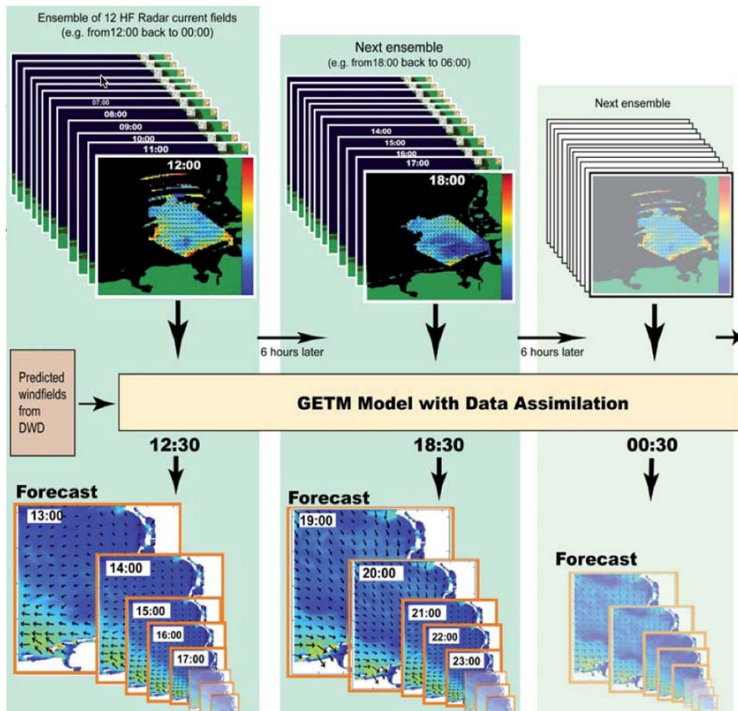 Ensemble of 12 HF Radar current fields
(e.g. from12:00 back to 00:00)
07:00
08:00
09:00
10:00
11:00
12:00
Next ensemble
(e.g. from18:00 back to 06:00)
14:00
15:00
16:00
17:00
18:00
Next ensemble
6 hours later
6 hours later
Predicted
windfields
from
DWD
GETM Model with Data Assimilation
12:30
18:30
00:30
Forecast
13:00
14:00
15:00
16:00
17:00
Forecast
19:00
20:00
21:00
22:00
23:00
Forecast